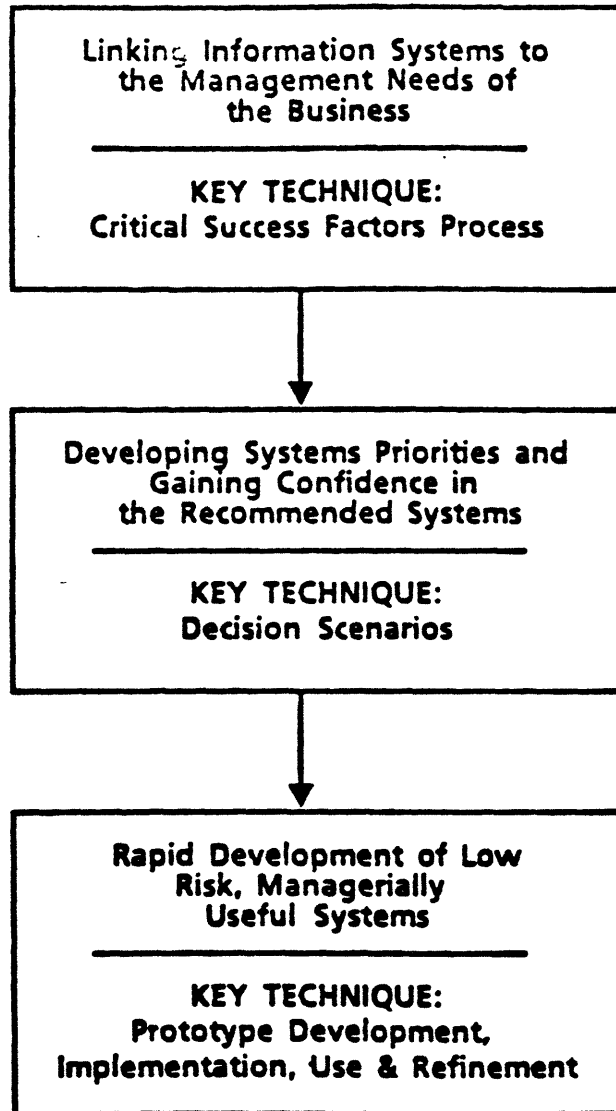 Linking Information Systems to
the Management Needs of
the Business
KEY TECHNIQUE:
Critical Success Factors Process
Developing Systems Priorities and
Gaining Confidence in
the Recommended Systems
KEY TECHNIQUE:
Decision Scenarios
Rapid Development of Low
Risk, Managerially
Useful Systems
KEY TECHNIQUE:
Prototype Development,
Implementation, Use & Refinement